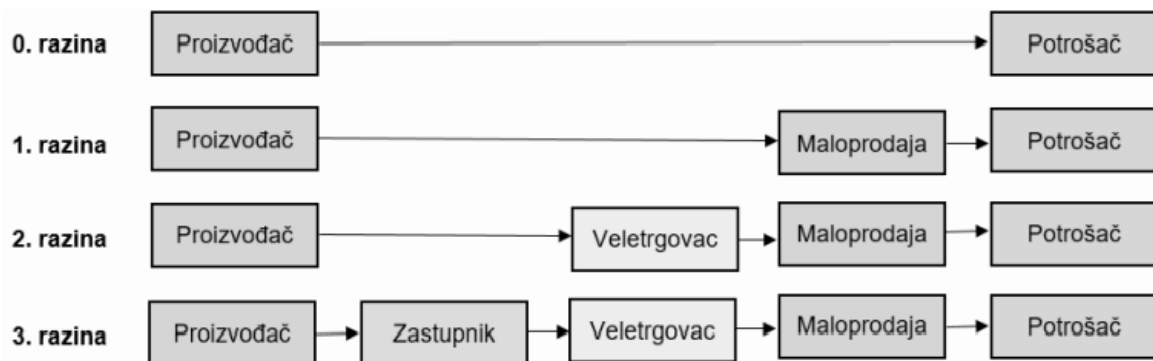 0. razina Proizvođač Potrošač
1. razina Proizvođač Maloprodaja Potrošač
2. razina Proizvođač Veletrgovac Maloprodaja Potrošač
3. razina Proizvođač Zastupnik Veletrgovac Maloprodaja Potrošač